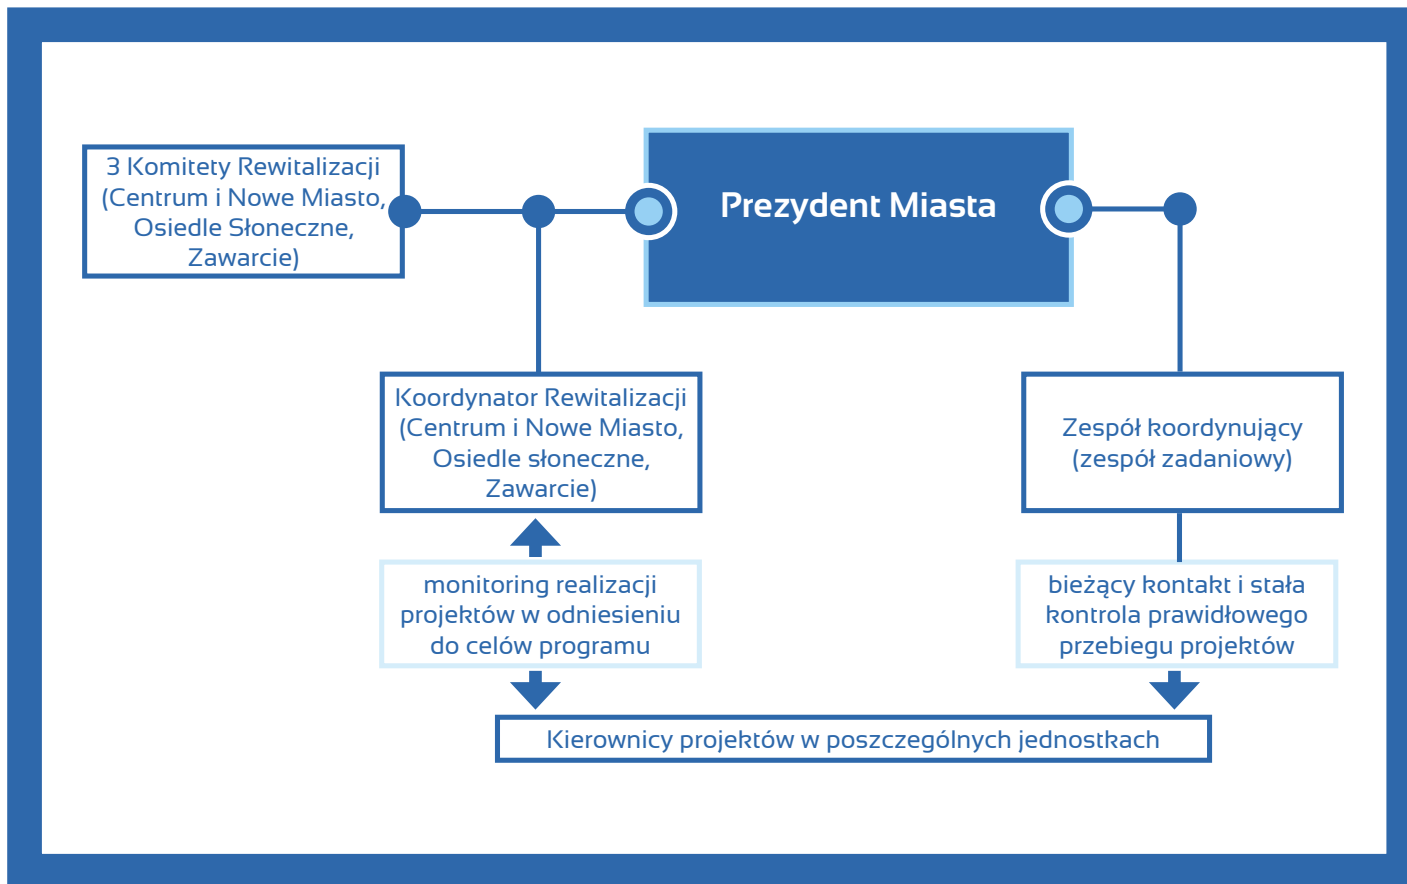 3 Komitety Rewitalizacji
(Centrum i Nowe Miasto,
Osiedle Słoneczne,
Zawarcie)
Prezydent Miasta
Koordynator Rewitalizacji
(Centrum i Nowe Miasto,
Osiedle słoneczne,
Zawarcie)
Zespół koordynujący
(zespół zadaniowy)
monitoring realizacji
projektów w odniesieniu
do celów programu
bieżący kontakt i stała
kontrola prawidłowego
przebiegu projektów
Kierownicy projektów w poszczególnych jednostkach